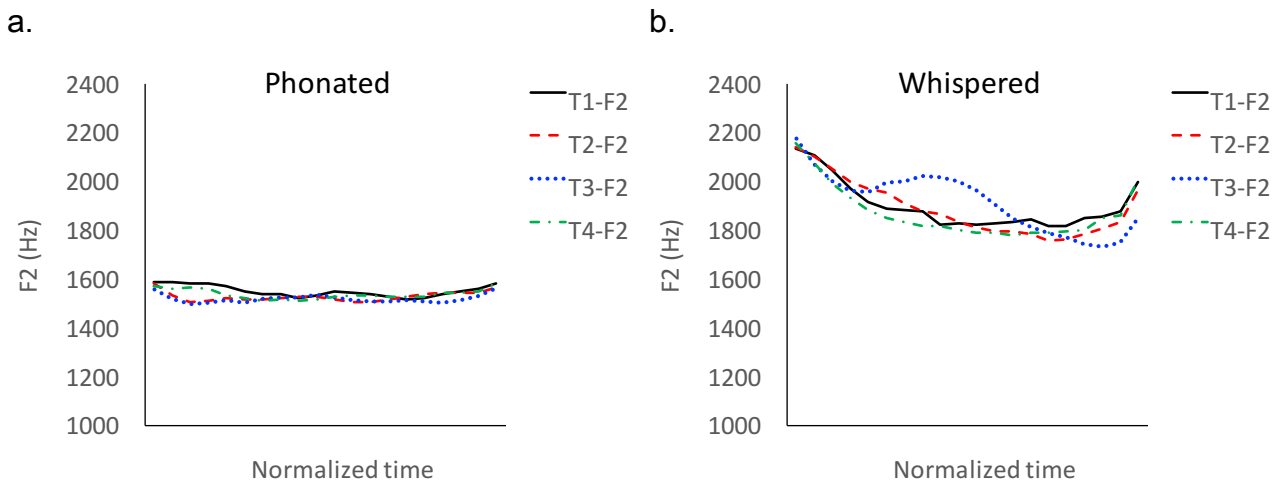 a.
Phonated
2400
2200
2000
1800
1600
1400
1200
1000
F2 (Hz)
Normalized time
T1-F2
T2-F2
T3-F2
T4-F2
b.
Whispered
2400
2200
2000
1800
1600
1400
1200
1000
F2 (Hz)
Normalized time
T1-F2
T2-F2
T3-F2
T4-F2